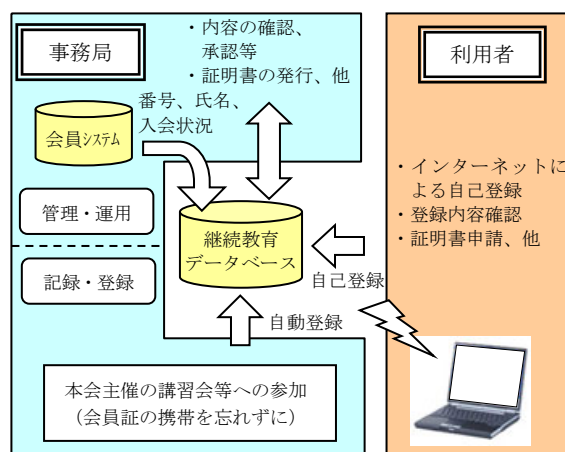 事務局
・内容の確認、
承認等
・証明書の発行、他
番号、氏名、
入会状況
会員システム
管理・運用
記録・登録
継続教育
データベース
自己登録
自動登録
本会主催の講習会等への参加
（会員証の携帯を忘れずに）
利用者
・インターネットに
よる自己登録
・登録内容確認
・証明書申請、他